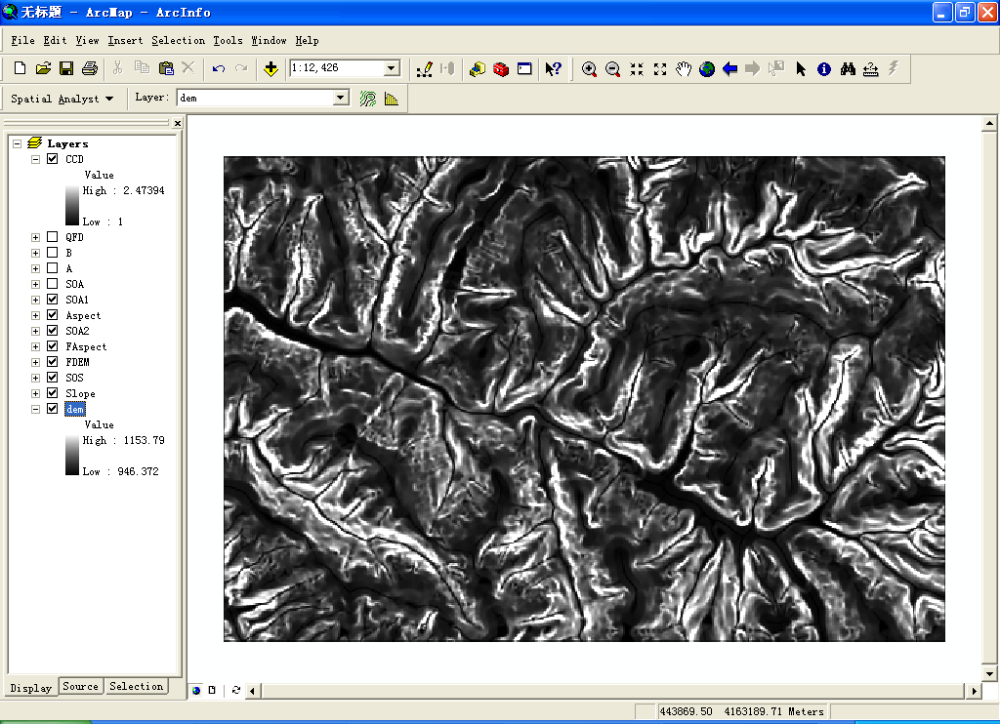 无标题 - ArcMap - ArcInfo
File Edit View Insert Selection Tools Window Help
1:12,426
Spatial Analyst Layer: dem
Layers
CCD
Value
High : 2.47394
Low : 1
QFD
B
A
SOA
SOA1
Aspect
SOA2
FAspect
FDEM
SOS
Slope
dem
Value
High : 1153.79
Low : 946.372
Display Source Selection
443869.50 4163189.71 Meters